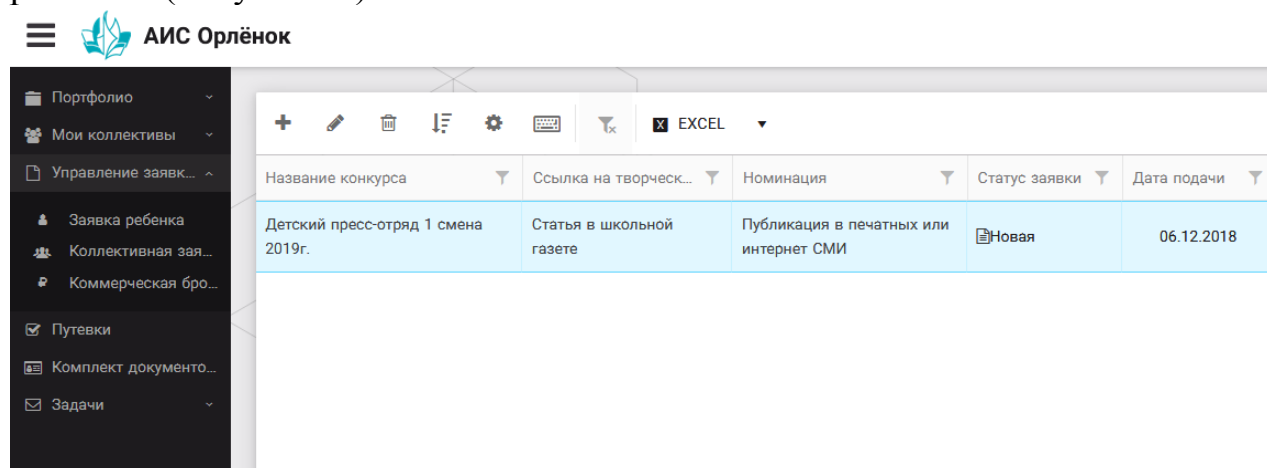 АИС Орлёнок
Портфолио
Мои коллективы
Управление заявк...
Заявка ребенка
Коллективная зая...
Коммерческая бро...
Путевки
Комплект документо...
Задачи
EXCEL
Название конкурса Ссылка на творческ... Номинация Статус заявки Дата подачи
Детский пресс-отряд 1 смена Статья в школьной Публикация в печатных или
2019г. газете интернет СМИ Новая 06.12.2018